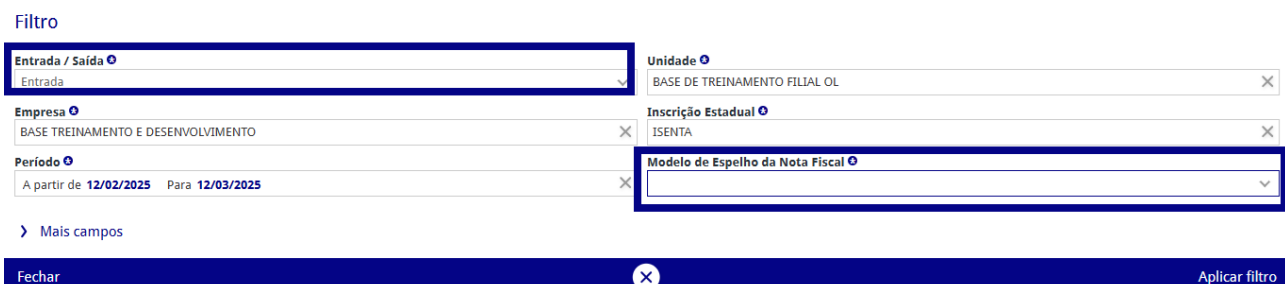 Filtro
Entrada / Saída
Entrada
Unidade
BASE DE TREINAMENTO FILIAL OL
Empresa
BASE TREINAMENTO E DESENVOLVIMENTO
Inscrição Estadual
ISENTA
Período
A partir de 12/02/2025 Para 12/03/2025
Modelo de Espelho da Nota Fiscal
Mais campos
Fechar
Aplicar filtro